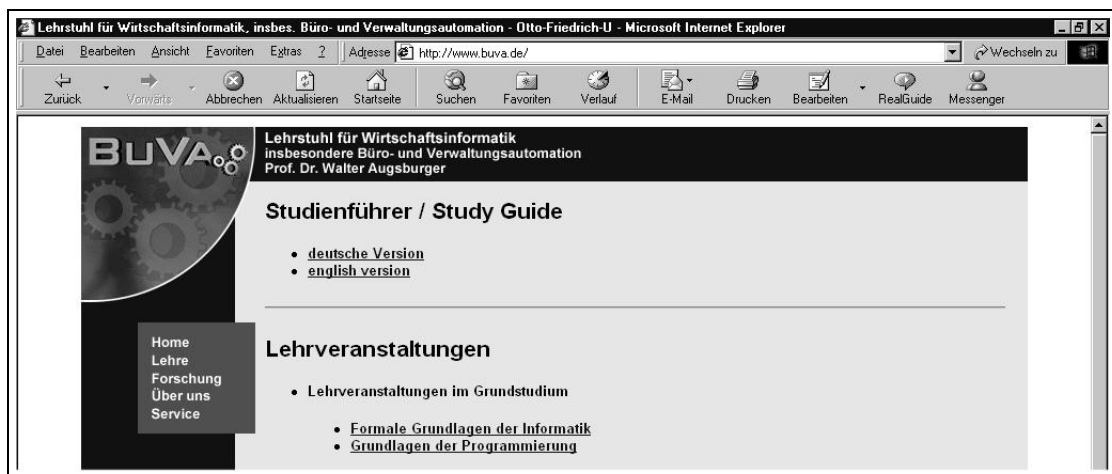 Lehrstuhl für Wirtschaftsinformatik, insbes. Büro- und Verwaltungsautomation - Otto-Friedrich-U - Microsoft Internet Explorer
Datei Bearbeiten Ansicht Favoriten Extras ? Adresse http://www.buva.de/ Wechseln zu
Zurück Vorwärts Abbrechen Aktualisieren Startseite Suchen Favoriten Verlauf E-Mail Drucken Bearbeiten RealGuide Messenger
BUVA
Lehrstuhl für Wirtschaftsinformatik
insbesondere Büro- und Verwaltungsautomation
Prof. Dr. Walter Augsburger
Studienführer / Study Guide
• deutsche Version
• english version
Home
Lehre
Forschung
Über uns
Service
Lehrveranstaltungen
• Lehrveranstaltungen im Grundstudium
• Formale Grundlagen der Informatik
• Grundlagen der Programmierung